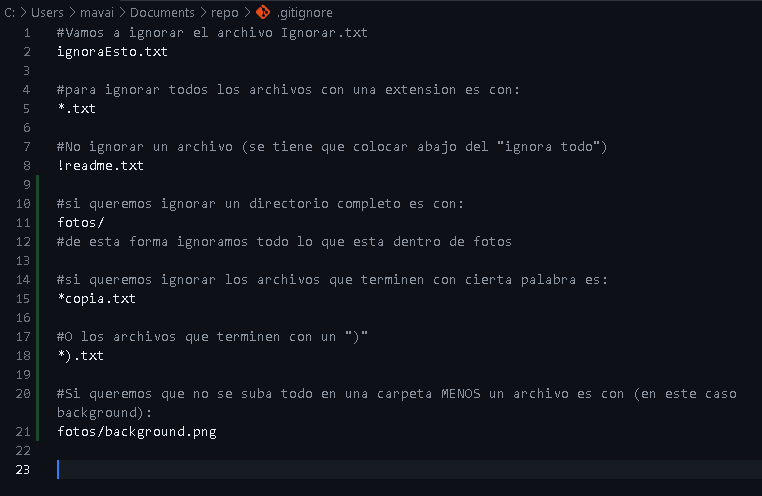 C: > Users > mavai > Documents > repo > .gitignore
1 #Vamos a ignorar el archivo Ignorar.txt
2 ignoraEsto.txt
3
4 #para ignorar todos los archivos con una extension es con:
5 *.txt
6
7 #No ignorar un archivo (se tiene que colocar abajo del "ignora todo")
8 !readme.txt
9
10 #si queremos ignorar un directorio completo es con:
11 fotos/
12 #de esta forma ignoramos todo lo que esta dentro de fotos
13
14 #si queremos ignorar los archivos que terminen con cierta palabra es:
15 *copia.txt
16
17 #O los archivos que terminen con un ")"
18 *).txt
19
20 #Si queremos que no se suba todo en una carpeta MENOS un archivo es con (en este caso
background):
21 fotos/background.png
22
23